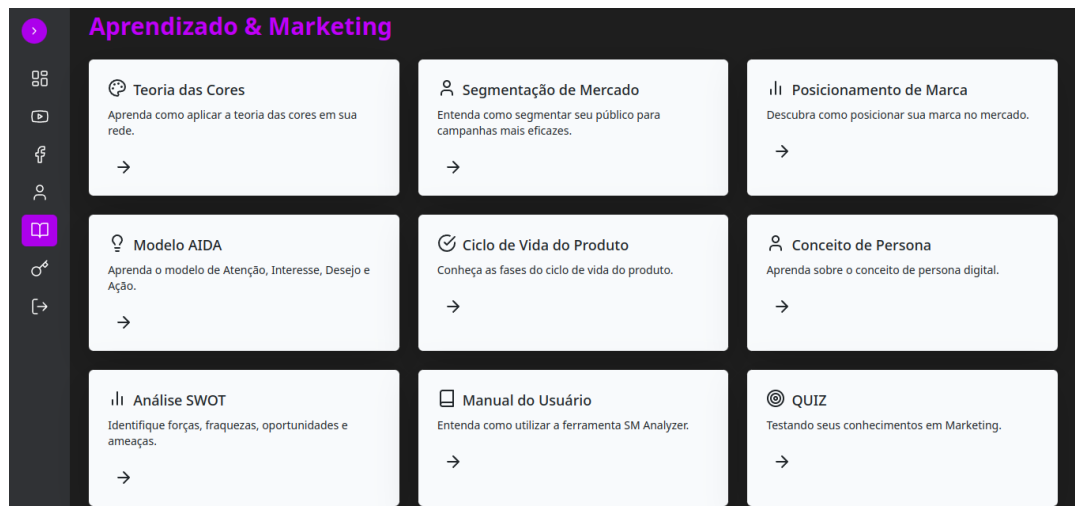 Aprendizado & Marketing
Teoria das Cores
Aprenda como aplicar a teoria das cores em sua
rede.
Segmentação de Mercado
Entenda como segmentar seu público para
campanhas mais eficazes.
Posicionamento de Marca
Descubra como posicionar sua marca no mercado.
Modelo AIDA
Aprenda o modelo de Atenção, Interesse, Desejo e
Ação.
Ciclo de Vida do Produto
Conheça as fases do ciclo de vida do produto.
Conceito de Persona
Aprenda sobre o conceito de persona digital.
Análise SWOT
Identifique forças, fraquezas, oportunidades e
ameaças.
Manual do Usuário
Entenda como utilizar a ferramenta SM Analyzer.
QUIZ
Testando seus conhecimentos em Marketing.